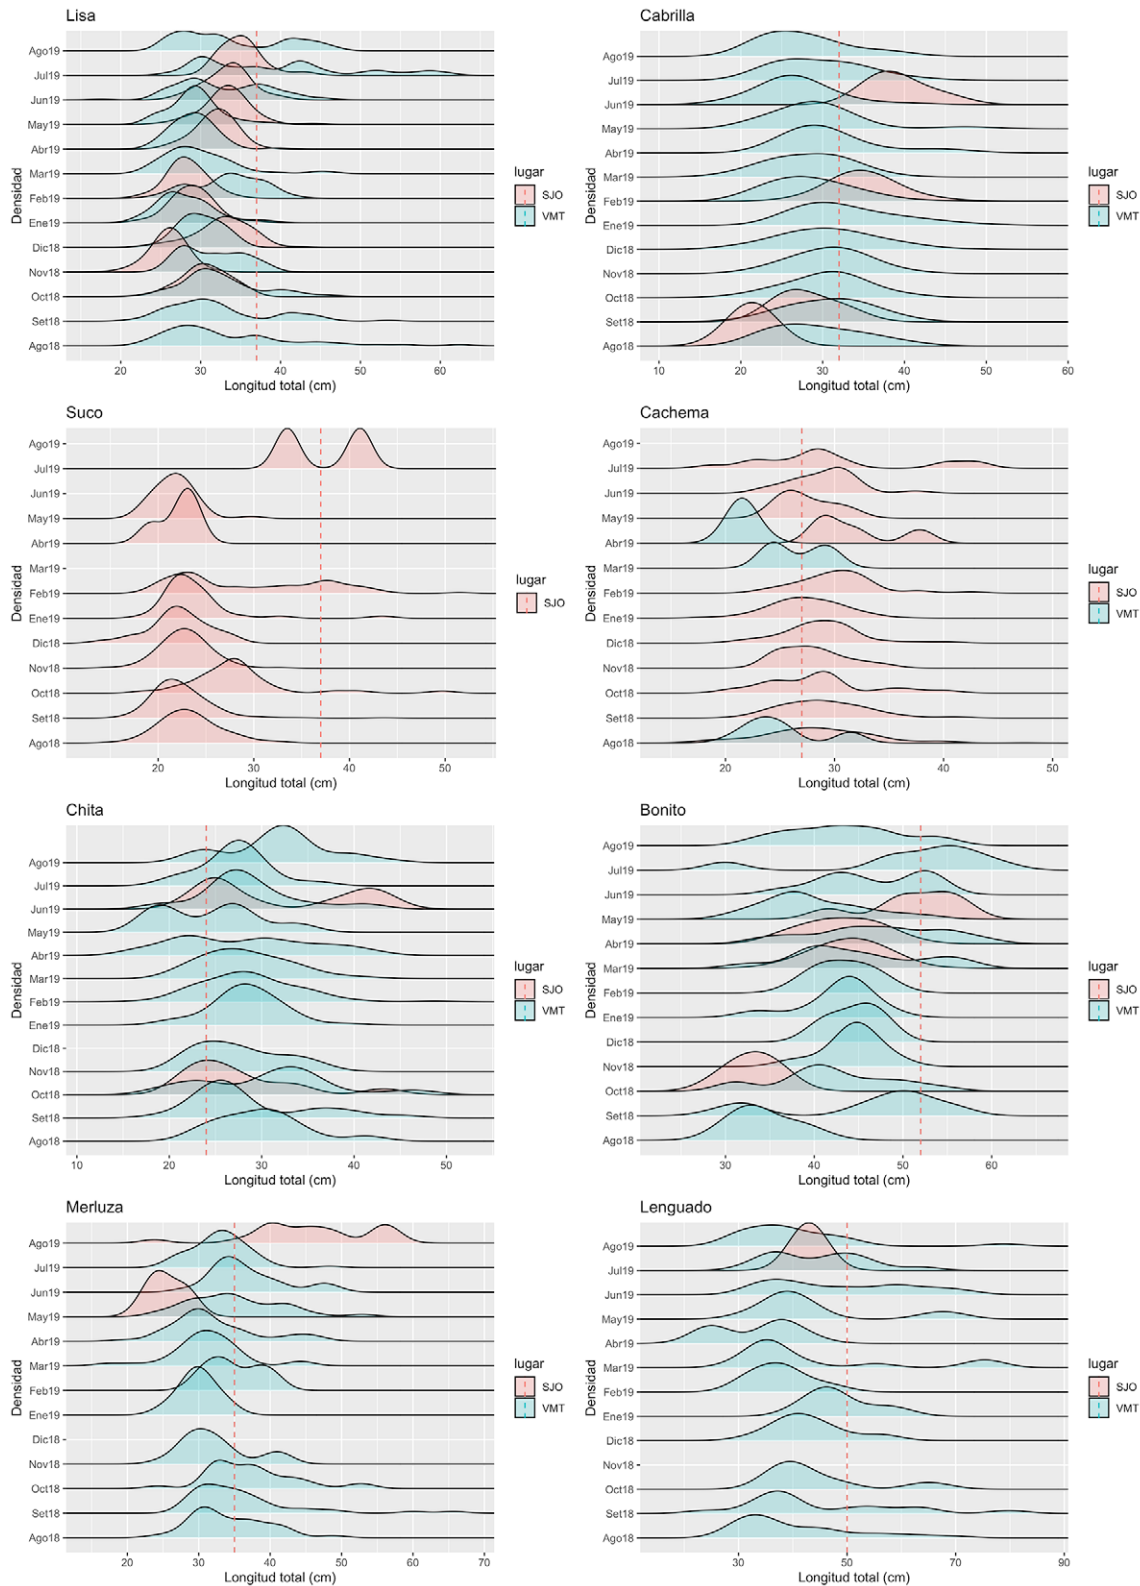 Lisa
Densidad
Ago19
Jul19
Jun19
May19
Abr19
Mar19
Feb19
Ene19
Dic18
Nov18
Oct18
Set18
Ago18
20 30 40 50 60
Longitud total (cm)
lugar
SJO
VMT
Cabrilla
Densidad
Ago19
Jul19
Jun19
May19
Abr19
Mar19
Feb19
Ene19
Dic18
Nov18
Oct18
Set18
Ago18
10 20 30 40 50 60
Longitud total (cm)
lugar
SJO
VMT
Suco
Densidad
Ago19
Jul19
Jun19
May19
Abr19
Mar19
Feb19
Ene19
Dic18
Nov18
Oct18
Set18
Ago18
20 30 40 50
Longitud total (cm)
lugar
SJO
Cachema
Densidad
Ago19
Jul19
Jun19
May19
Abr19
Mar19
Feb19
Ene19
Dic18
Nov18
Oct18
Set18
Ago18
20 30 40 50
Longitud total (cm)
lugar
SJO
VMT
Chita
Densidad
Ago19
Jul19
Jun19
May19
Abr19
Mar19
Feb19
Ene19
Dic18
Nov18
Oct18
Set18
Ago18
10 20 30 40 50
Longitud total (cm)
lugar
SJO
VMT
Bonito
Densidad
Ago19
Jul19
Jun19
May19
Abr19
Mar19
Feb19
Ene19
Dic18
Nov18
Oct18
Set18
Ago18
30 40 50 60
Longitud total (cm)
lugar
SJO
VMT
Merluza
Densidad
Ago19
Jul19
Jun19
May19
Abr19
Mar19
Feb19
Ene19
Dic18
Nov18
Oct18
Set18
Ago18
20 30 40 50 60 70
Longitud total (cm)
lugar
SJO
VMT
Lenguado
Densidad
Ago19
Jul19
Jun19
May19
Abr19
Mar19
Feb19
Ene19
Dic18
Nov18
Oct18
Set18
Ago18
30 50 70 90
Longitud total (cm)
lugar
SJO
VMT